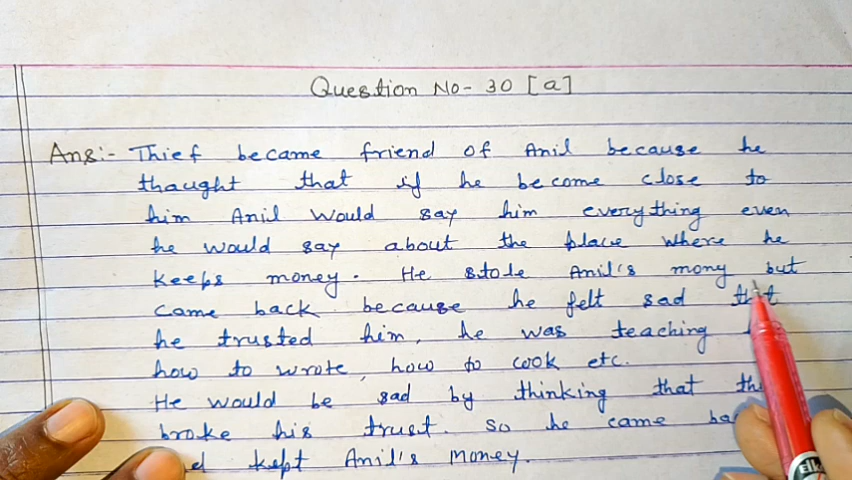 Question No- 30 [a]
Ans:- Thief became friend of Anil because he
thaught that if he become close to
him Anil would say him everything even
he would say about the place where he
keeps money. He stole Anil's mony but
came back because he felt sad that
he trusted him, he was teaching
how to wrote, how to cook etc.
He would be sad by thinking that
broke his trust. So he came
kept Anil's money.